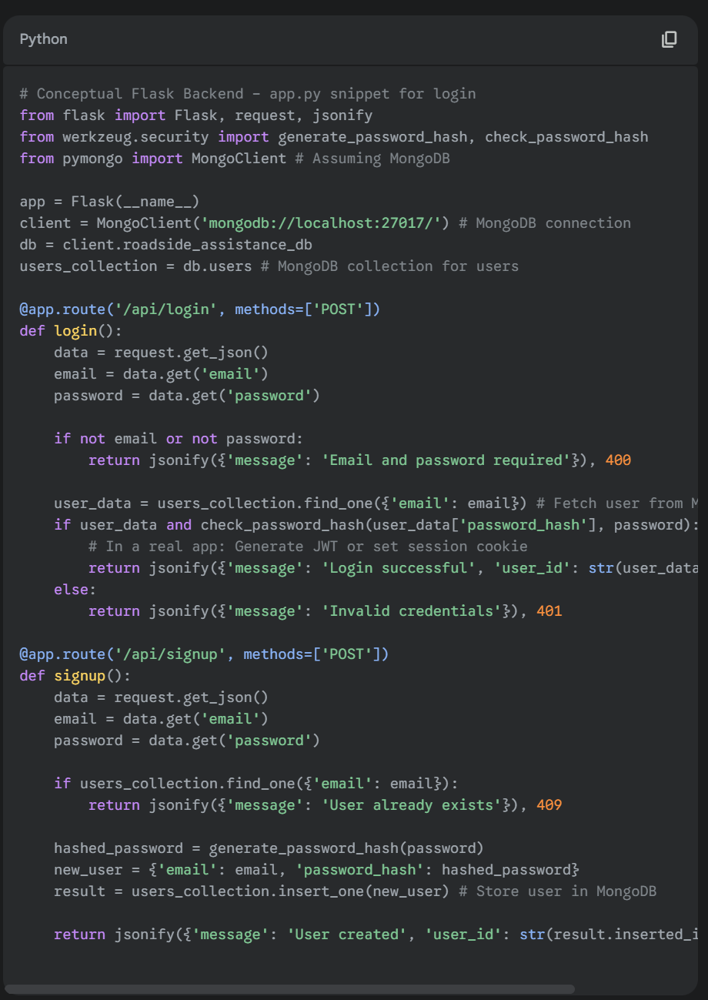 Python
# Conceptual Flask Backend - app.py snippet for login
from flask import Flask, request, jsonify
from werkzeug.security import generate_password_hash, check_password_hash
from pymongo import MongoClient # Assuming MongoDB
app = Flask(__name__)
client = MongoClient('mongodb://localhost:27017/') # MongoDB connection
db = client.roadside_assistance_db
users_collection = db.users # MongoDB collection for users
@app.route('/api/login', methods=['POST'])
def login():
    data = request.get_json()
    email = data.get('email')
    password = data.get('password')
    if not email or not password:
        return jsonify({'message': 'Email and password required'}), 400
    user_data = users_collection.find_one({'email': email}) # Fetch user from M
    if user_data and check_password_hash(user_data['password_hash'], password):
        # In a real app: Generate JWT or set session cookie
        return jsonify({'message': 'Login successful', 'user_id': str(user_data
    else:
        return jsonify({'message': 'Invalid credentials'}), 401
@app.route('/api/signup', methods=['POST'])
def signup():
    data = request.get_json()
    email = data.get('email')
    password = data.get('password')
    if users_collection.find_one({'email': email}):
        return jsonify({'message': 'User already exists'}), 409
    hashed_password = generate_password_hash(password)
    new_user = {'email': email, 'password_hash': hashed_password}
    result = users_collection.insert_one(new_user) # Store user in MongoDB
    return jsonify({'message': 'User created', 'user_id': str(result.inserted_i